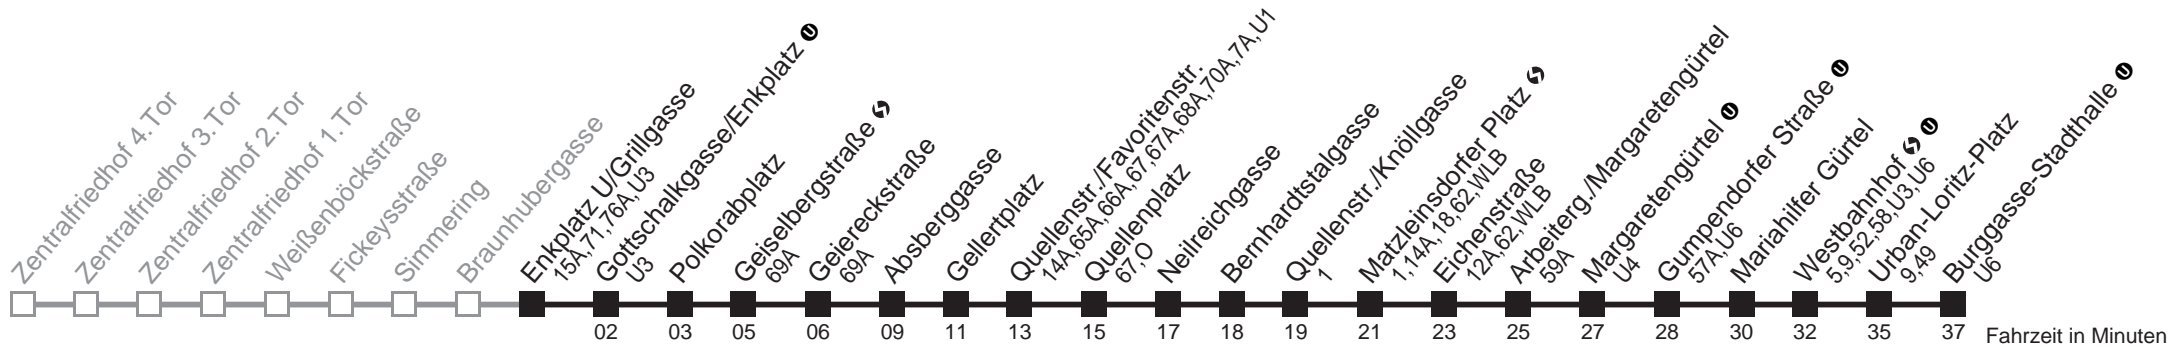 Zentralfriedhof 4.Tor
Zentralfriedhof 3.Tor
Zentralfriedhof 2.Tor
Zentralfriedhof 1.Tor
Weißenböckstraße
Fickeysstraße
Simmering
Braunhubergasse
Enkplatz U/Grillgasse
15A,71,76A,U3
Gottschalkgasse/Enkplatz U
U3
Polkorabplatz
Geiselbergstraße
69A
Geiereckstraße
69A
Absberggasse
Gellertplatz
Quellenstr./Favoritenstr.
14A,65A,66A,67,67A,68A,70A,7A,U1
Quellenplatz
67,O
Neilreichgasse
Bernhardtstalgasse
Quellenstr./Knöllgasse
1
Matzleinsdorfer Platz
1,14A,18,62,WLB
Eichenstraße
12A,62,WLB
Arbeiterg./Margaretengürtel
59A
Margaretengürtel U
U4
Gumpendorfer Straße U
57A,U6
Mariahilfer Gürtel
Westbahnhof U
5,9,52,58,U3,U6
Urban-Loritz-Platz
9,49
Burggasse-Stadthalle U
U6
02 03 05 06 09 11 13 15 17 18 19 21 23 25 27 28 30 32 35 37 Fahrzeit in Minuten